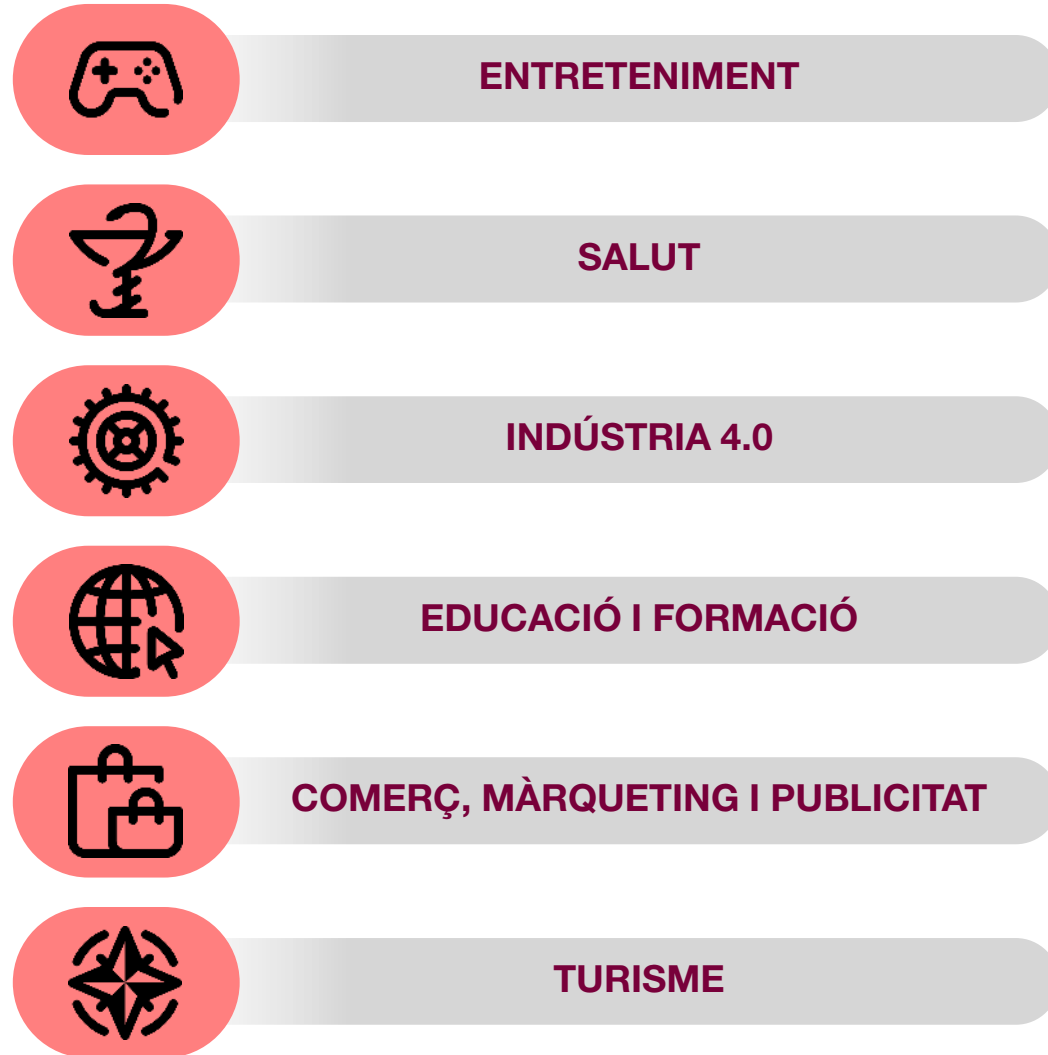 ENTRETENIMENT
SALUT
INDÚSTRIA 4.0
EDUCACIÓ I FORMACIÓ
COMERÇ, MÀRQUETING I PUBLICITAT
TURISME